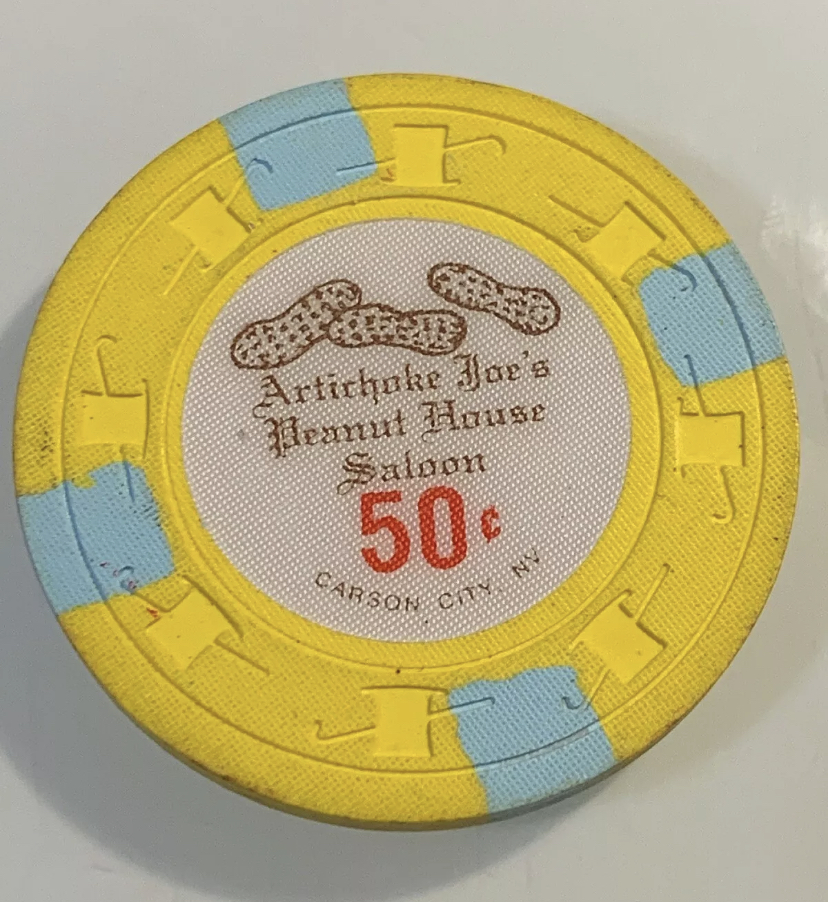 Artichoke Joe's
Peanut House
Saloon
50¢
CARSON CITY, NV